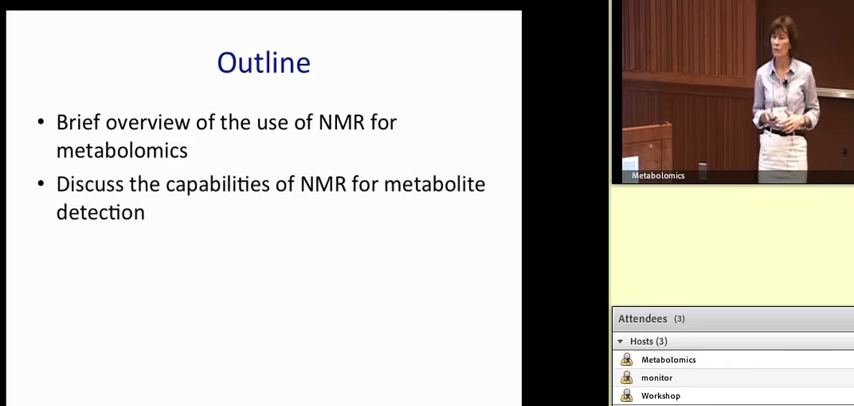 Outline
• Brief overview of the use of NMR for
metabolomics
• Discuss the capabilities of NMR for metabolite
detection
Metabolomics
Attendees (3)
Hosts (3)
Metabolomics
monitor
Workshop